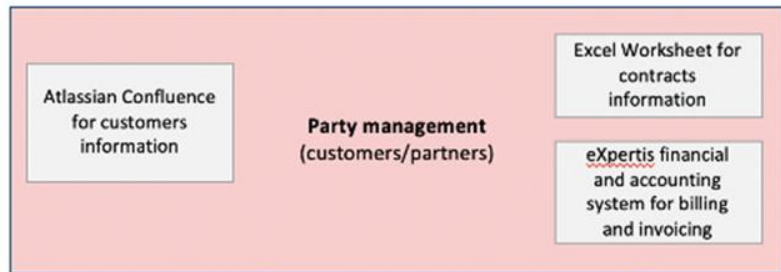 Atlassian Confluence
for customers
information
Party management
(customers/partners)
Excel Worksheet for
contracts
information
eXpertis financial
and accounting
system for billing
and invoicing